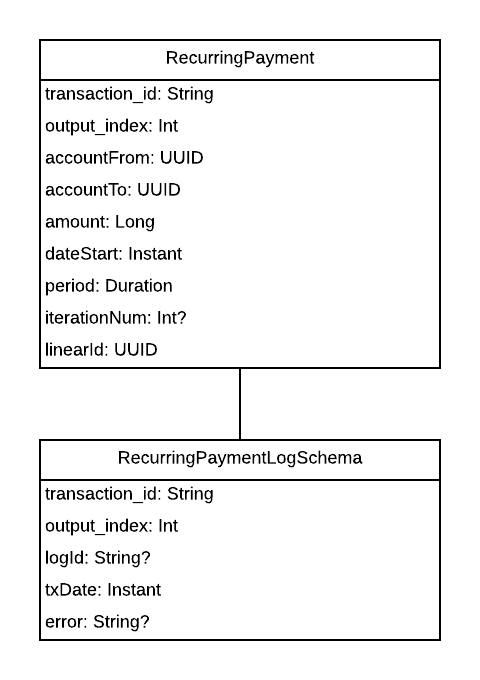 RecurringPayment
transaction_id: String
output_index: Int
accountFrom: UUID
accountTo: UUID
amount: Long
dateStart: Instant
period: Duration
iterationNum: Int?
linearId: UUID
RecurringPaymentLogSchema
transaction_id: String
output_index: Int
logId: String?
txDate: Instant
error: String?